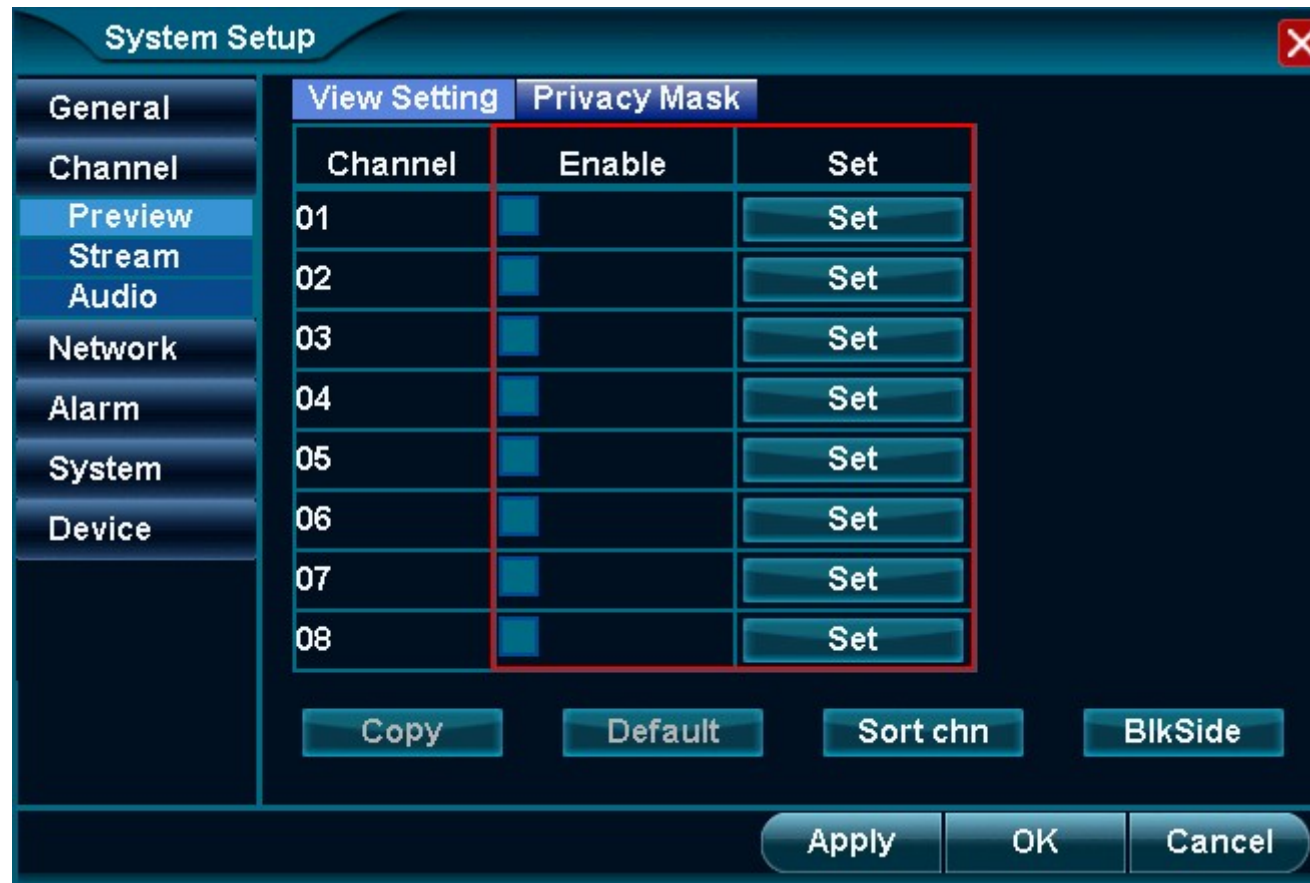 System Setup
General
Channel
Preview
Stream
Audio
Network
Alarm
System
Device
View Setting Privacy Mask
Channel Enable Set
01 Set
02 Set
03 Set
04 Set
05 Set
06 Set
07 Set
08 Set
Copy Default Sort chn BlkSide
Apply OK Cancel